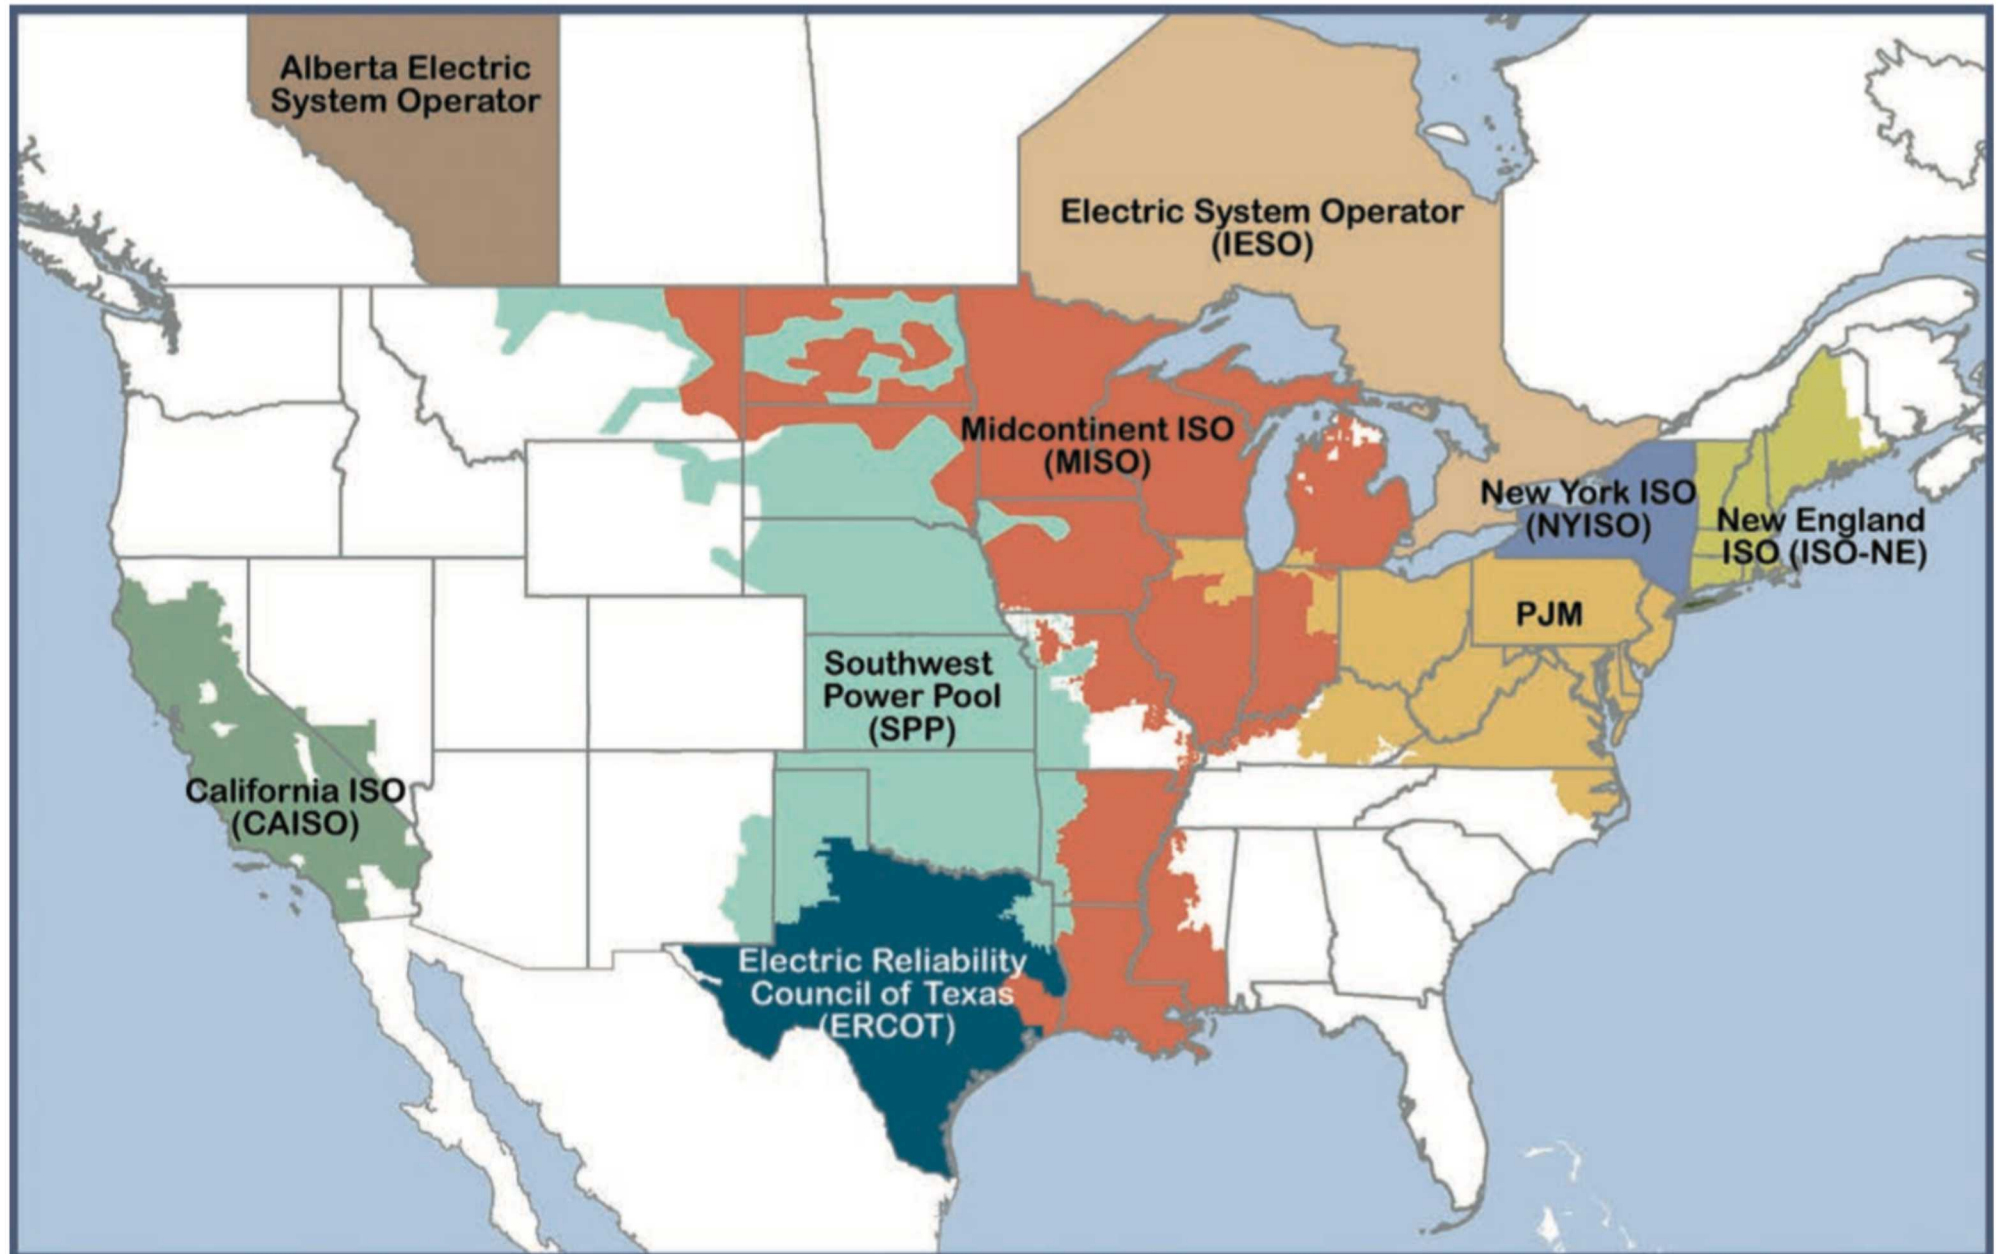 Alberta Electric
System Operator
Electric System Operator
(IESO)
Midcontinent ISO
(MISO)
New York ISO
(NYISO)
New England
ISO (ISO-NE)
PJM
Southwest
Power Pool
(SPP)
California ISO
(CAISO)
Electric Reliability
Council of Texas
(ERCOT)